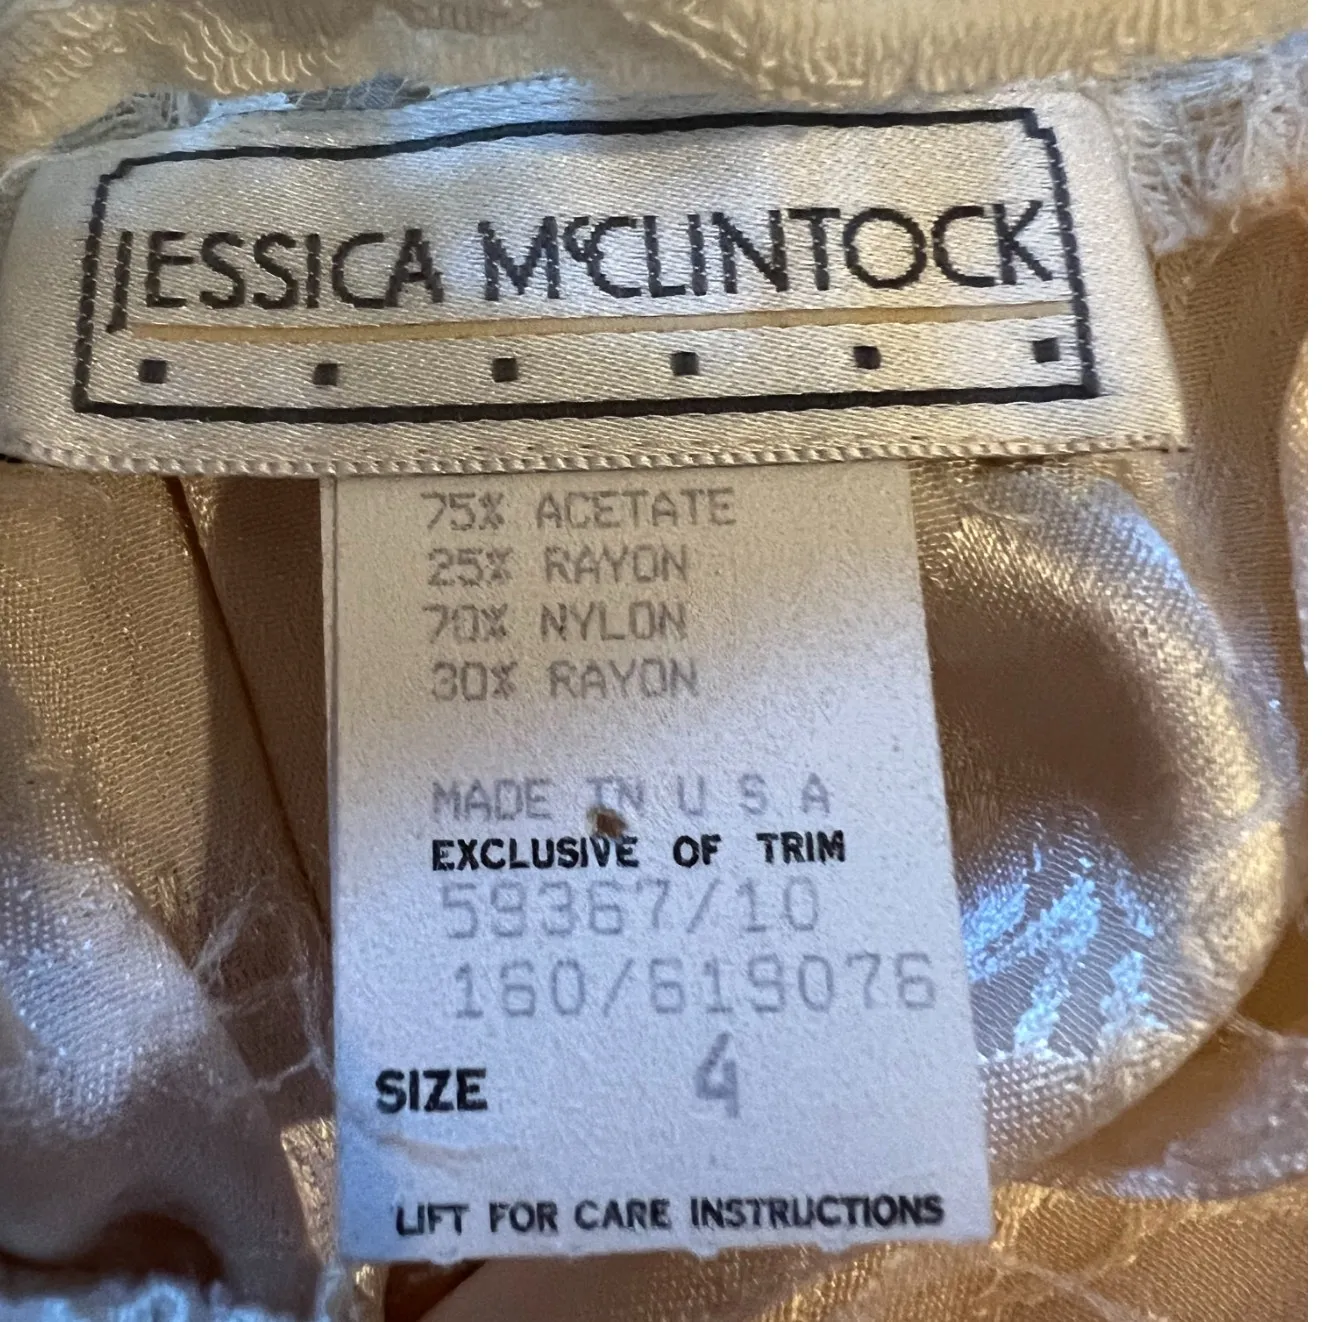 JESSICA McCLINTOCK
75% ACETATE
25% RAYON
70% NYLON
30% RAYON
MADE IN U S A
EXCLUSIVE OF TRIM
59367/10
160/619076
SIZE 4
LIFT FOR CARE INSTRUCTIONS